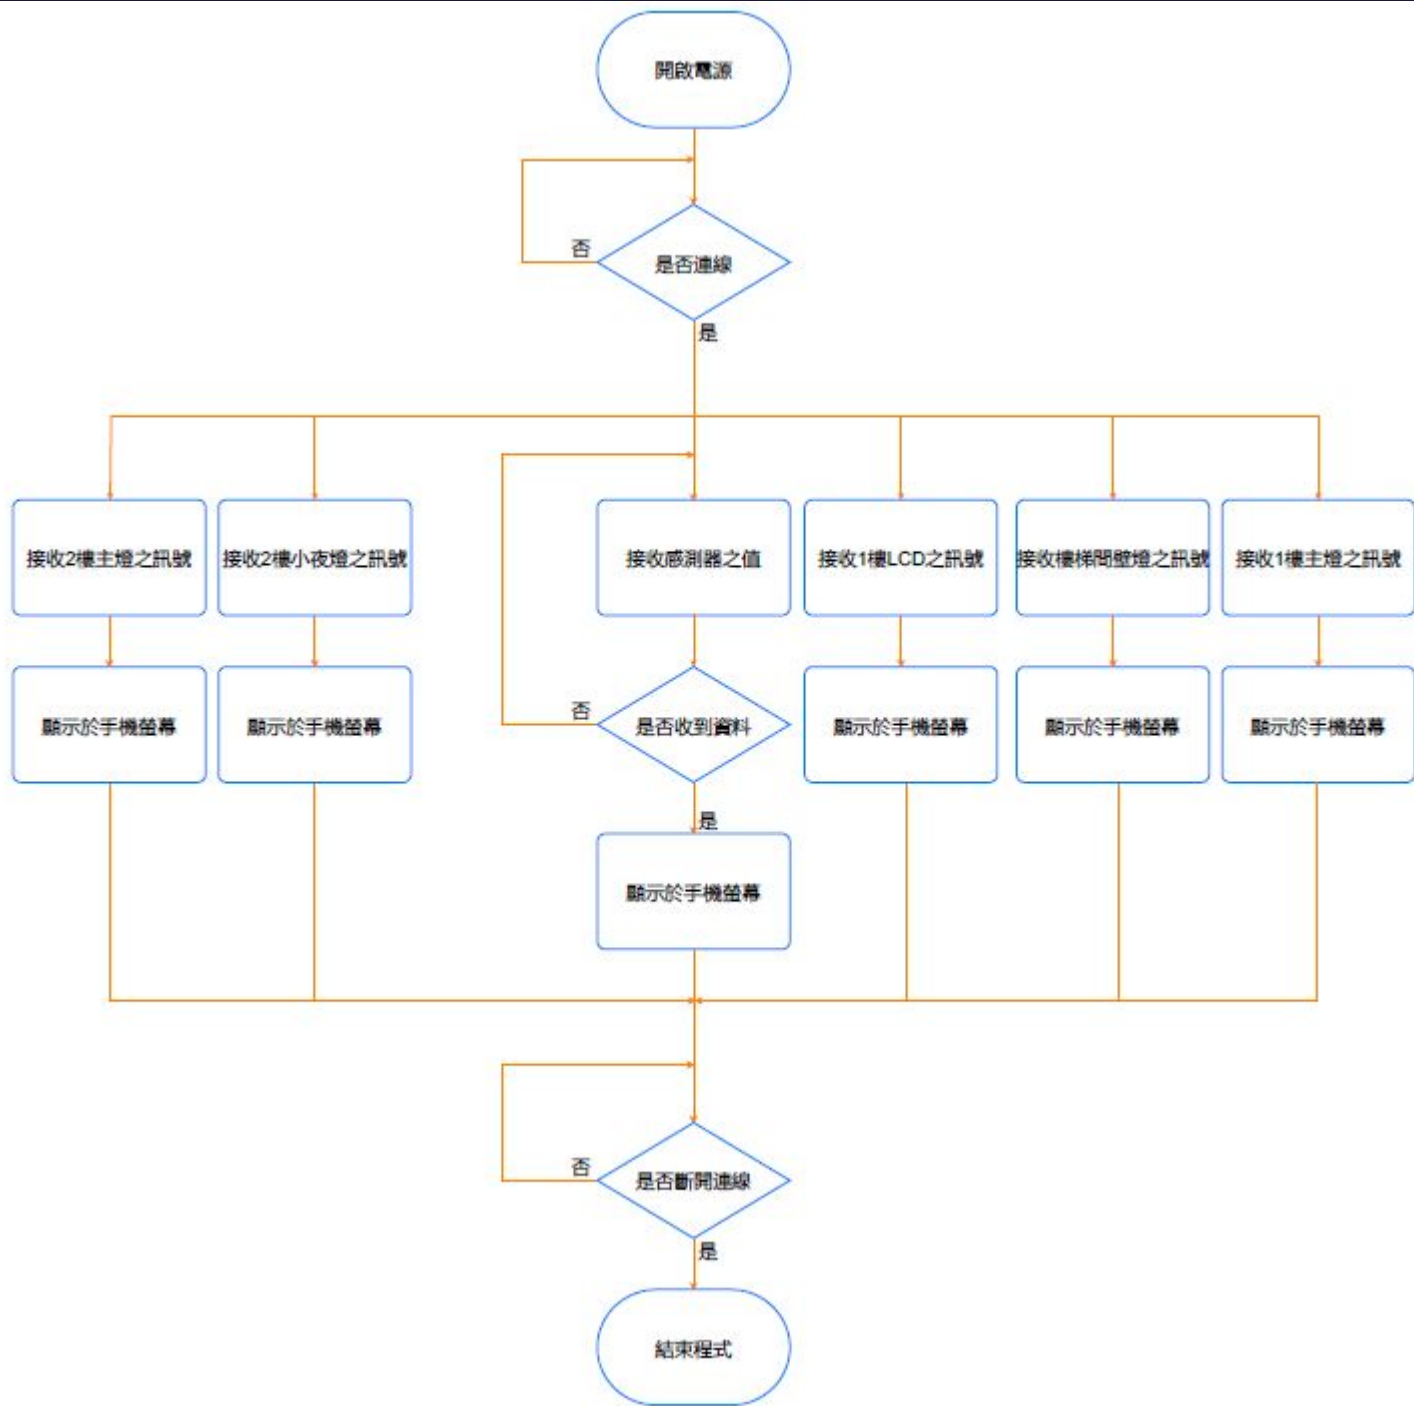 開啟電源
否
是否連線
是
接收2樓主燈之訊號
接收2樓小夜燈之訊號
接收感測器之值
接收1樓LCD之訊號
接收樓梯間壁燈之訊號
接收1樓主燈之訊號
顯示於手機螢幕
顯示於手機螢幕
否
是否收到資料
顯示於手機螢幕
顯示於手機螢幕
顯示於手機螢幕
是
顯示於手機螢幕
否
是否斷開連線
是
結束程式